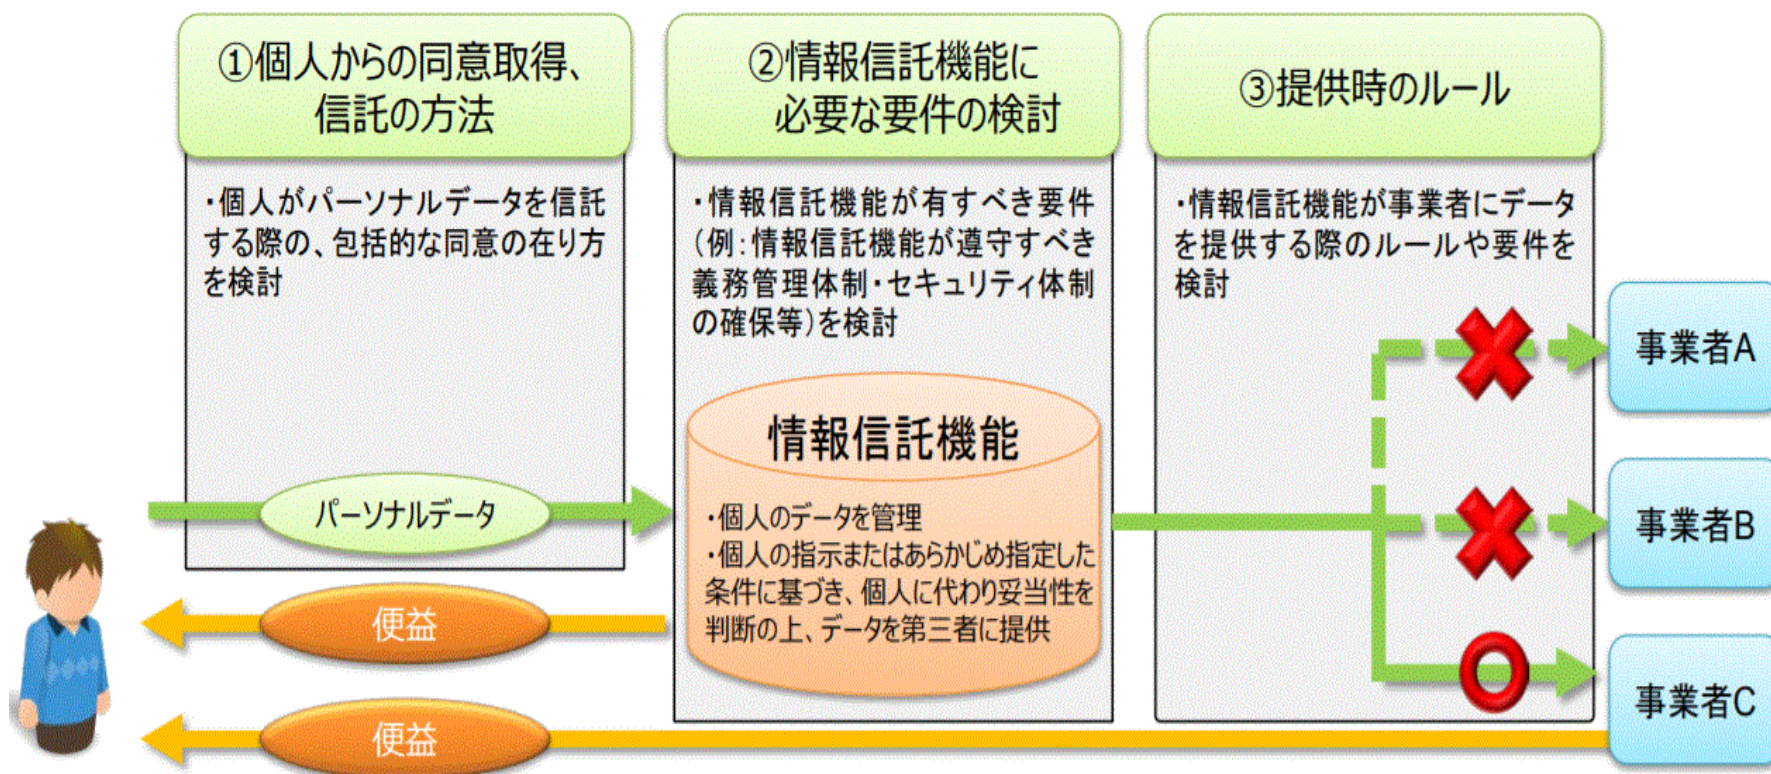 ①個人からの同意取得、
信託の方法
・個人がパーソナルデータを信託
する際の、包括的な同意の在り方
を検討
パーソナルデータ
便益
便益
②情報信託機能に
必要な要件の検討
・情報信託機能が有すべき要件
（例：情報信託機能が遵守すべき
義務管理体制・セキュリティ体制
の確保等）を検討
情報信託機能
・個人のデータを管理
・個人の指示またはあらかじめ指定した
条件に基づき、個人に代わり妥当性を
判断の上、データを第三者に提供
③提供時のルール
・情報信託機能が事業者にデータ
を提供する際のルールや要件を
検討
事業者A
事業者B
事業者C